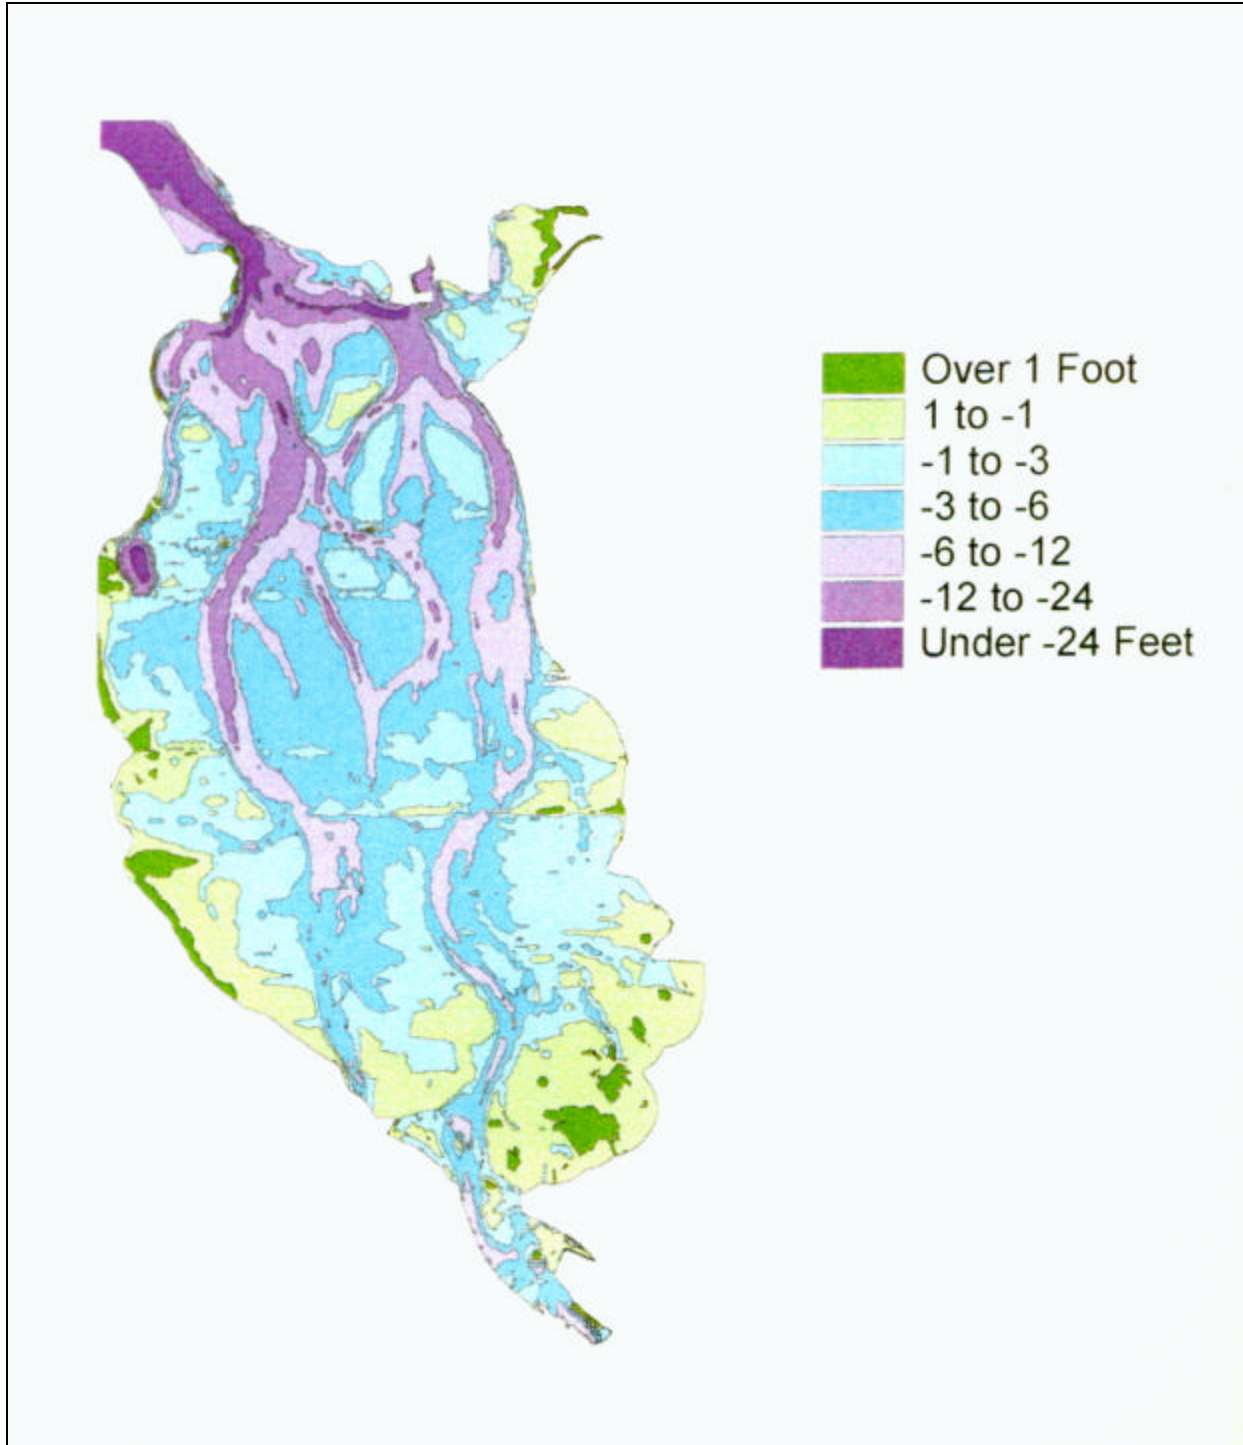 Over 1 Foot
1 to -1
-1 to -3
-3 to -6
-6 to -12
-12 to -24
Under -24 Feet